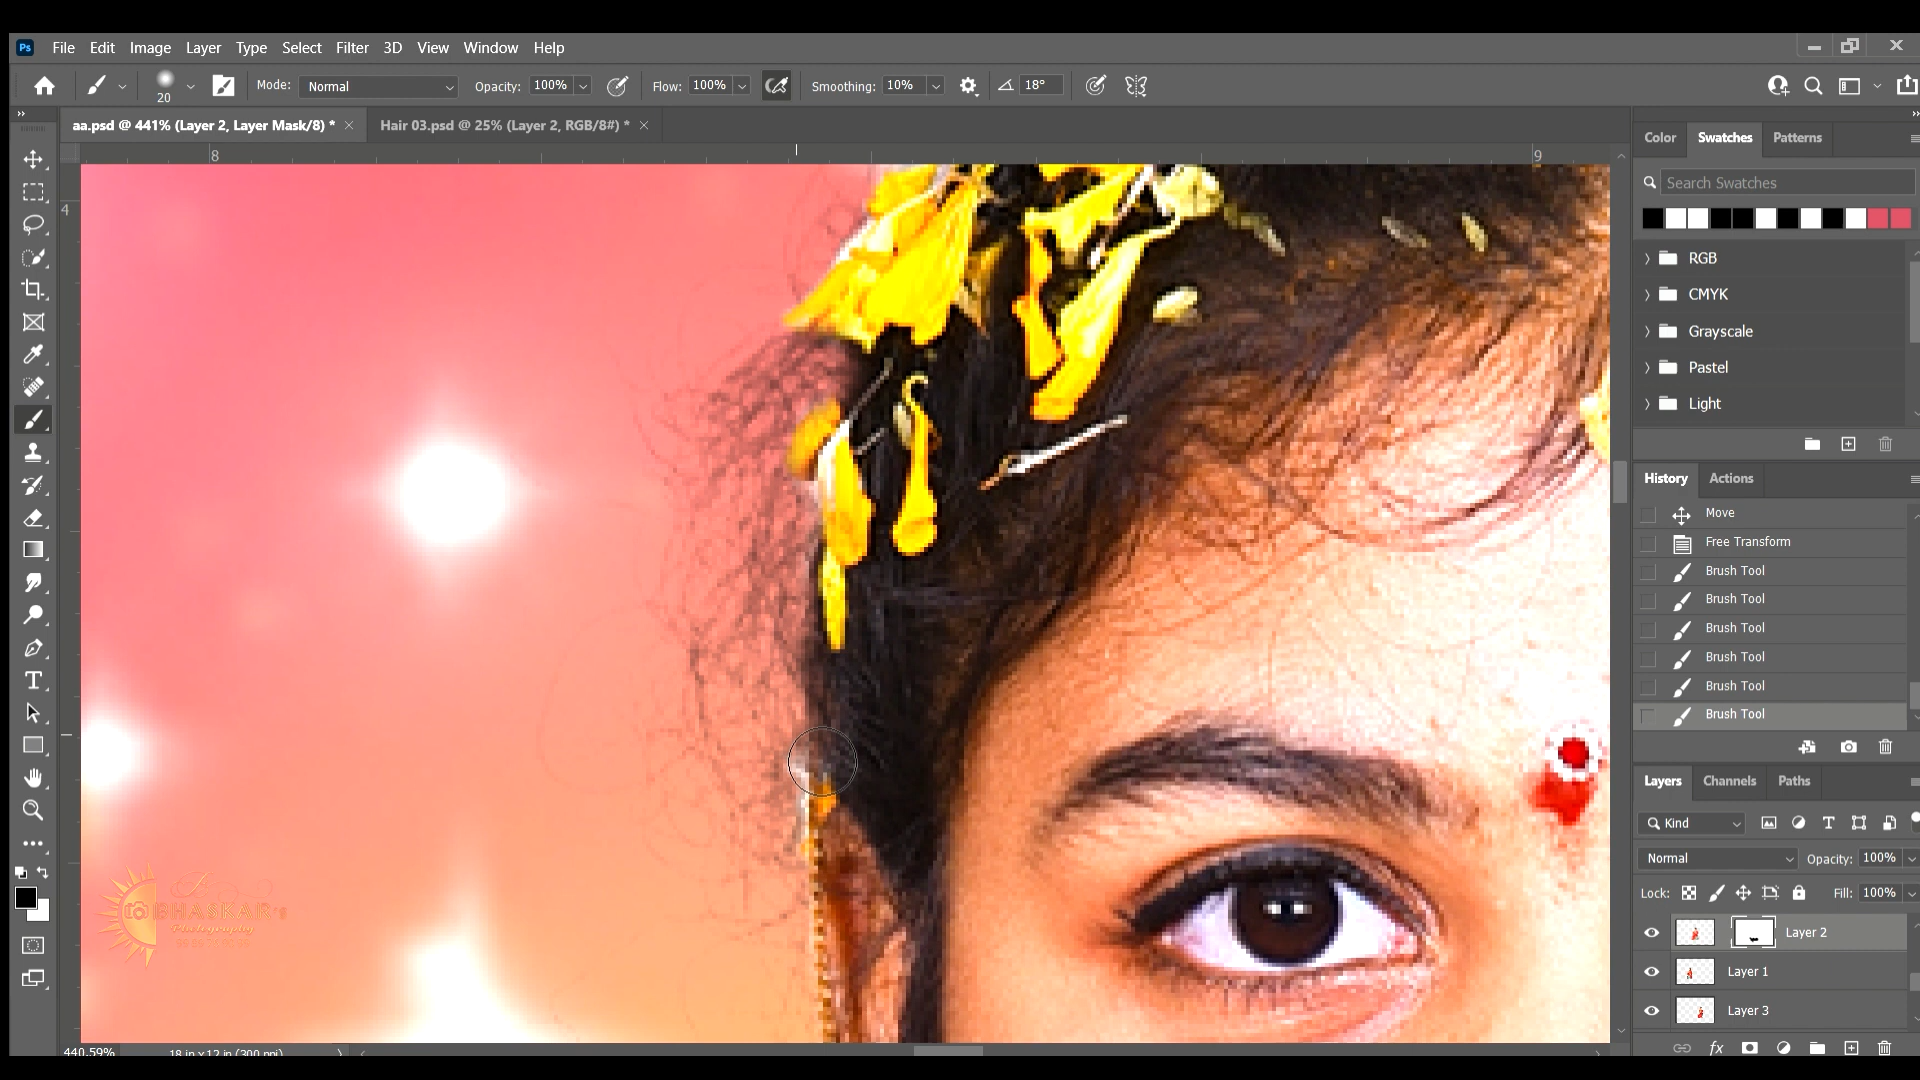 Ps File Edit Image Layer Type Select Filter 3D View Window Help
20 Mode: Normal Opacity: 100% Flow: 100% Smoothing: 10% 18°
aa.psd @ 441% (Layer 2, Layer Mask/8) * Hair 03.psd @ 25% (Layer 2, RGB/8#) *
8 9
4
Color Swatches Patterns
Search Swatches
RGB
CMYK
Grayscale
Pastel
Light
History Actions
Move
Free Transform
Brush Tool
Brush Tool
Brush Tool
Brush Tool
Brush Tool
Brush Tool
Layers Channels Paths
Kind
Normal Opacity: 100%
Lock: Fill: 100%
Layer 2
Layer 1
Layer 3
BHASKAR's
Photography
440.59% 18 in x 12 in (300 ppi)